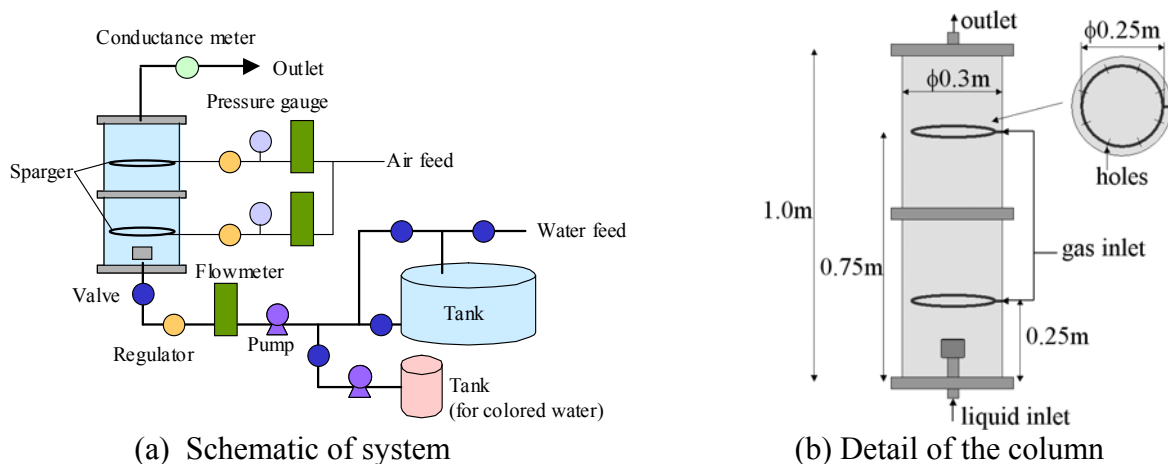 Conductance meter
Outlet
Pressure gauge
Sparger
Air feed
Water feed
Flowmeter
Valve
Tank
Regulator
Pump
Tank
(for colored water)
(a) Schematic of system
outlet
ϕ0.25m
ϕ0.3m
holes
1.0m
gas inlet
0.75m
0.25m
liquid inlet
(b) Detail of the column